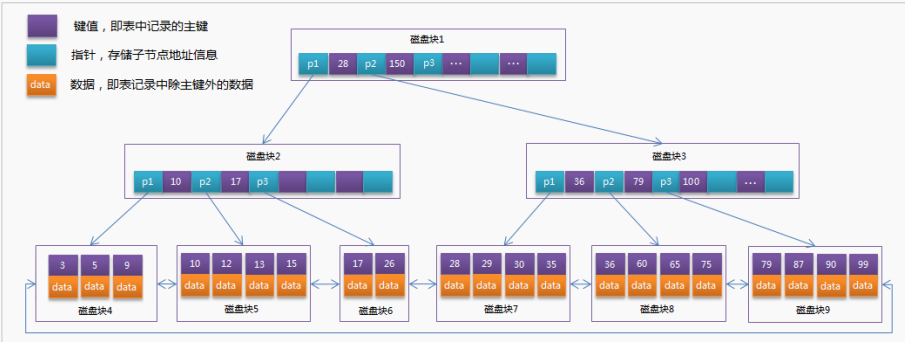 键值，即表中记录的主键
指针，存储子节点地址信息
data 数据，即表记录中除主键外的数据
磁盘块1
p1 28 p2 150 p3 ... ...
磁盘块2
p1 10 p2 17 p3
磁盘块3
p1 36 p2 79 p3 100 ...
3 5 9
data data data
磁盘块4
10 12 13 15
data data data data
磁盘块5
17 26
data data
磁盘块6
28 29 30 35
data data data data
磁盘块7
36 60 65 75
data data data data
磁盘块8
79 87 90 99
data data data data
磁盘块9